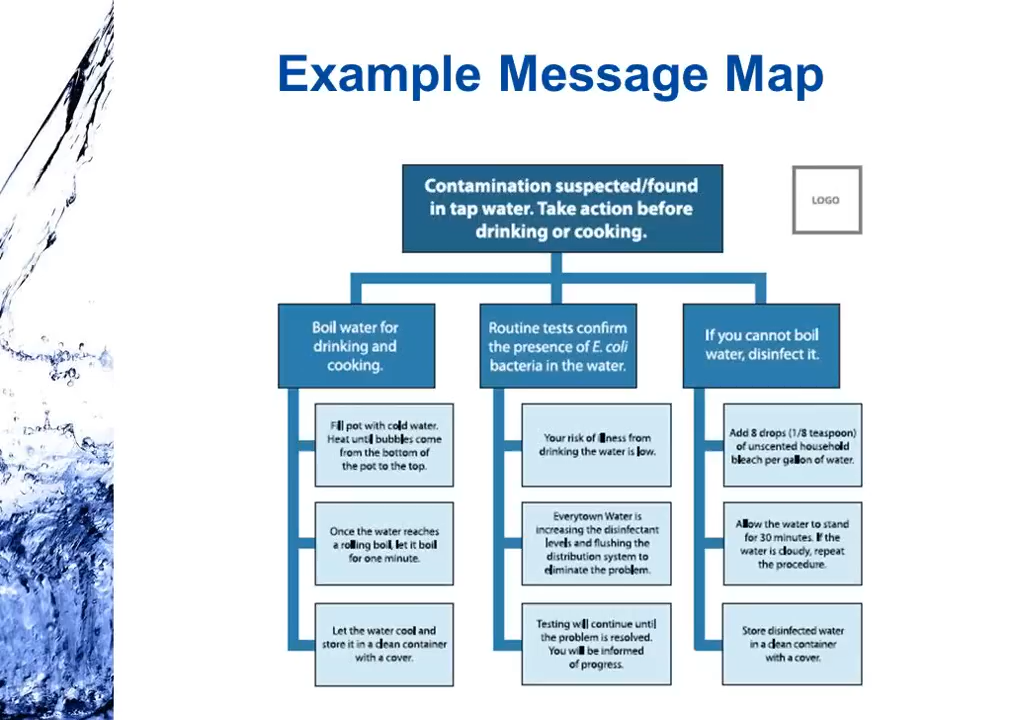 Example Message Map
Contamination suspected/found
in tap water. Take action before
drinking or cooking.
LOGO
Boil water for
drinking and
cooking.
Routine tests confirm
the presence of E. coli
bacteria in the water.
If you cannot boil
water, disinfect it.
Fill pot with cold water.
Heat until bubbles come
from the bottom of
the pot to the top.
Your risk of illness from
drinking the water is low.
Add 8 drops (1/8 teaspoon)
of unscented household
bleach per gallon of water.
Once the water reaches
a rolling boil, let it boil
for one minute.
Everytown Water is
increasing the disinfectant
levels and flushing the
distribution system to
eliminate the problem.
Allow the water to stand
for 30 minutes. If the
water is cloudy, repeat
the procedure.
Let the water cool and
store it in a clean container
with a cover.
Testing will continue until
the problem is resolved.
You will be informed
of progress.
Store disinfected water
in a clean container
with a cover.